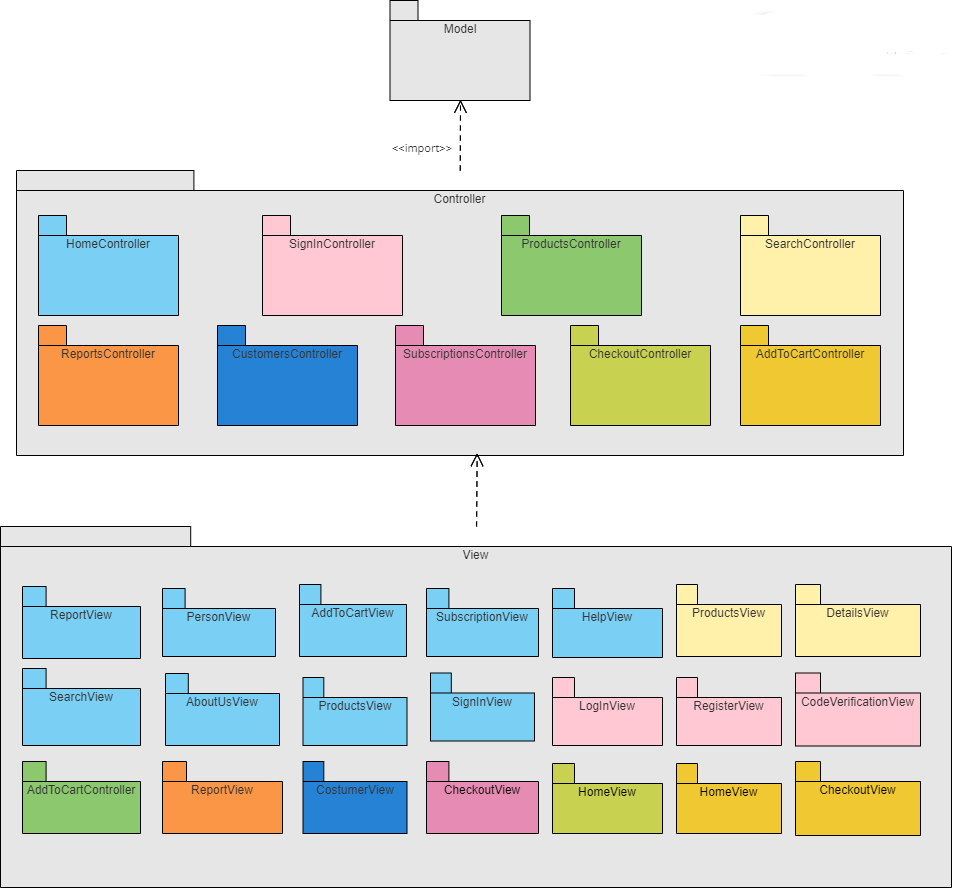 Model
<<import>>
Controller
HomeController
SignInController
ProductsController
SearchController
ReportsController
CustomersController
SubscriptionsController
CheckoutController
AddToCartController
View
ReportView
PersonView
AddToCartView
SubscriptionView
HelpView
ProductsView
DetailsView
SearchView
AboutUsView
ProductsView
SignInView
LogInView
RegisterView
CodeVerificationView
AddToCartController
ReportView
CostumerView
CheckoutView
HomeView
HomeView
CheckoutView